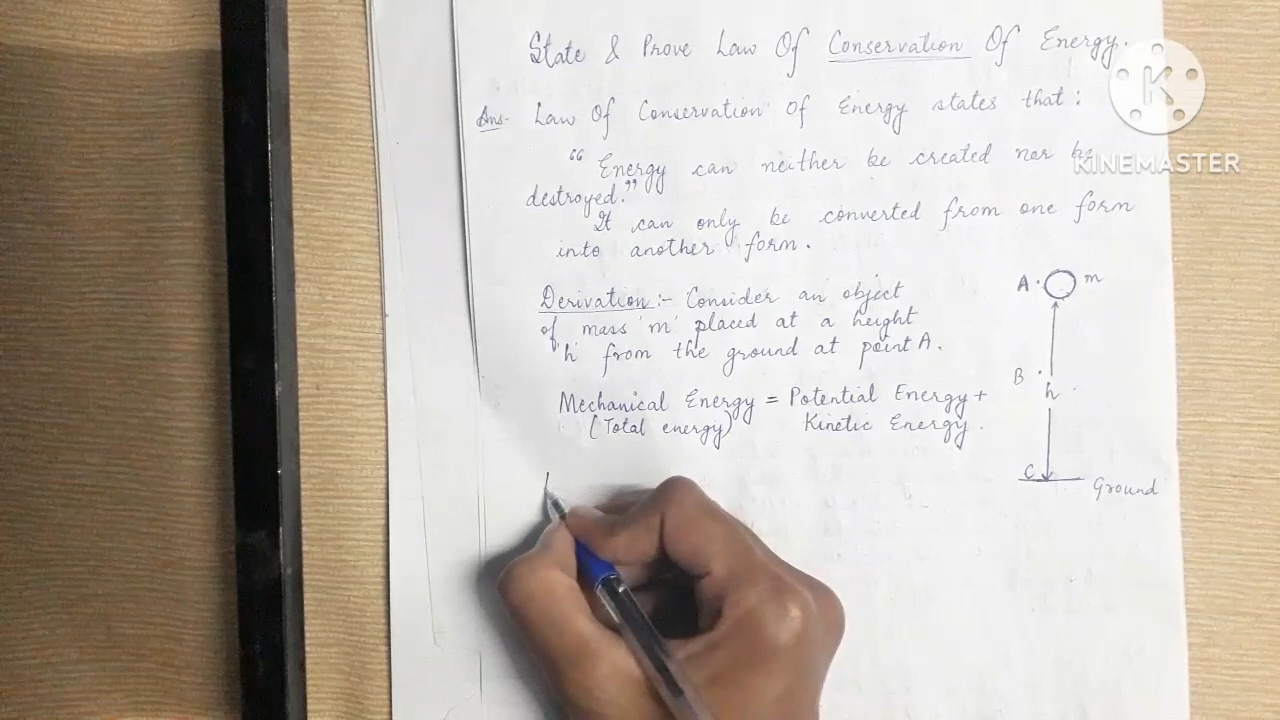 State & Prove Law Of Conservation Of Energy.
Ans- Law Of Conservation of Energy states that:
"Energy can neither be created nor be
destroyed."
It can only be converted from one form
into another form.
Derivation:- Consider an object
of mass 'm' placed at a height
'h' from the ground at point A.
Mechanical Energy = Potential Energy +
(Total energy) Kinetic Energy.
A. m
B .
h
C
Ground
K
KINEMASTER